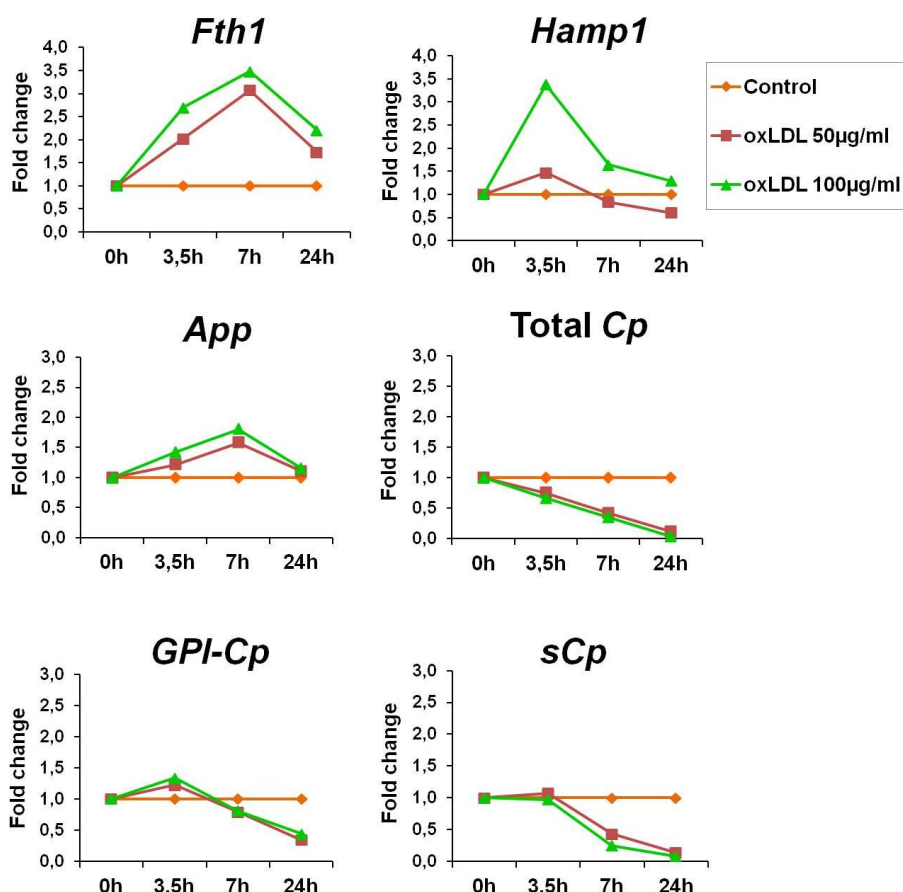 Fth1
Fold change
4,0
3,5
3,0
2,5
2,0
1,5
1,0
0,5
0,0
0h 3,5h 7h 24h
Hamp1
Fold change
4,0
3,5
3,0
2,5
2,0
1,5
1,0
0,5
0,0
0h 3,5h 7h 24h
Control
oxLDL 50µg/ml
oxLDL 100µg/ml
App
Fold change
3,0
2,5
2,0
1,5
1,0
0,5
0,0
0h 3,5h 7h 24h
Total Cp
Fold change
3,0
2,5
2,0
1,5
1,0
0,5
0,0
0h 3,5h 7h 24h
GPI-Cp
Fold change
3,0
2,5
2,0
1,5
1,0
0,5
0,0
0h 3,5h 7h 24h
sCp
Fold change
3,0
2,5
2,0
1,5
1,0
0,5
0,0
0h 3,5h 7h 24h